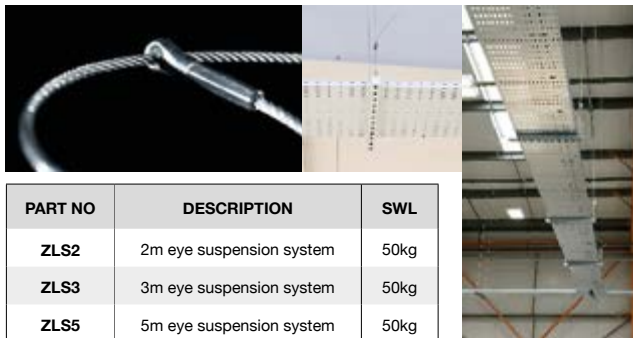 PART NO DESCRIPTION SWL
ZLS2 2m eye suspension system 50kg
ZLS3 3m eye suspension system 50kg
ZLS5 5m eye suspension system 50kg